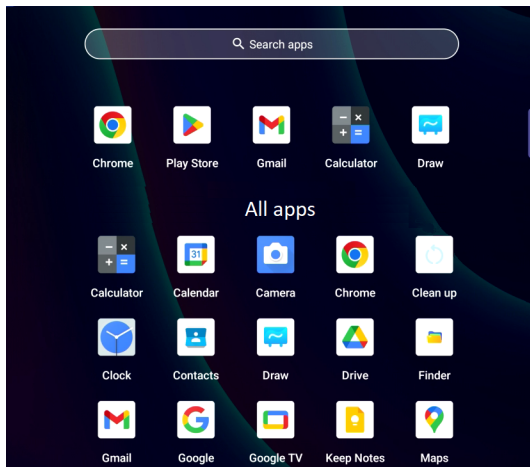 Search apps
Chrome Play Store Gmail Calculator Draw
All apps
31
Calculator Calendar Camera Chrome Clean up
Clock Contacts Draw Drive Finder
Gmail Google Google TV Keep Notes Maps